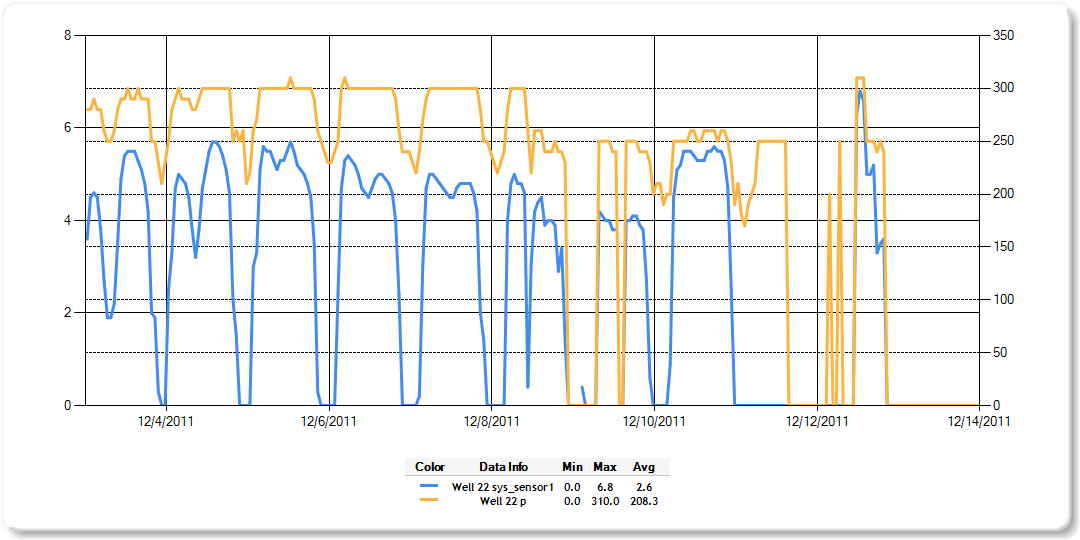 8 350
300
6
250
200
4
150
100
2
50
0 0
12/4/2011 12/6/2011 12/8/2011 12/10/2011 12/12/2011 12/14/2011
Color Data Info Min Max Avg
Well 22 sys_sensor1 0.0 6.8 2.6
Well 22 p 0.0 310.0 208.3